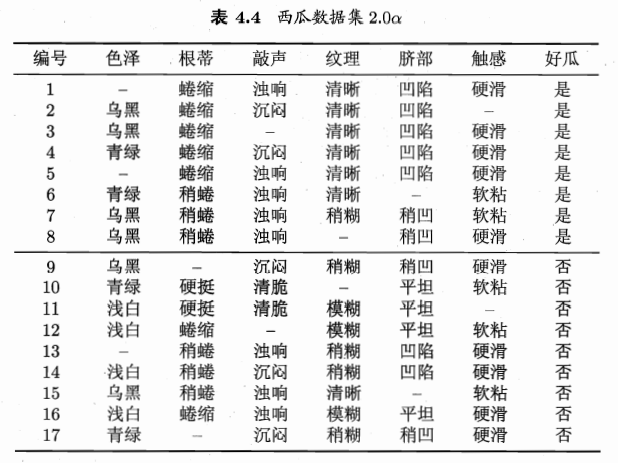 表 4.4 西瓜数据集 2.0α
编号 色泽 根蒂 敲声 纹理 脐部 触感 好瓜
1 – 蜷缩 浊响 清晰 凹陷 硬滑 是
2 乌黑 蜷缩 沉闷 清晰 凹陷 – 是
3 乌黑 蜷缩 – 清晰 凹陷 硬滑 是
4 青绿 蜷缩 沉闷 清晰 凹陷 硬滑 是
5 – 蜷缩 浊响 清晰 凹陷 硬滑 是
6 青绿 稍蜷 浊响 清晰 – 软粘 是
7 乌黑 稍蜷 浊响 稍糊 稍凹 软粘 是
8 乌黑 稍蜷 浊响 – 稍凹 硬滑 是
9 乌黑 – 沉闷 稍糊 稍凹 硬滑 否
10 青绿 硬挺 清脆 – 平坦 软粘 否
11 浅白 硬挺 清脆 模糊 平坦 – 否
12 浅白 蜷缩 – 模糊 平坦 软粘 否
13 – 稍蜷 浊响 稍糊 凹陷 硬滑 否
14 浅白 稍蜷 沉闷 稍糊 凹陷 硬滑 否
15 乌黑 稍蜷 浊响 清晰 – 软粘 否
16 浅白 蜷缩 浊响 模糊 平坦 硬滑 否
17 青绿 – 沉闷 稍糊 稍凹 硬滑 否